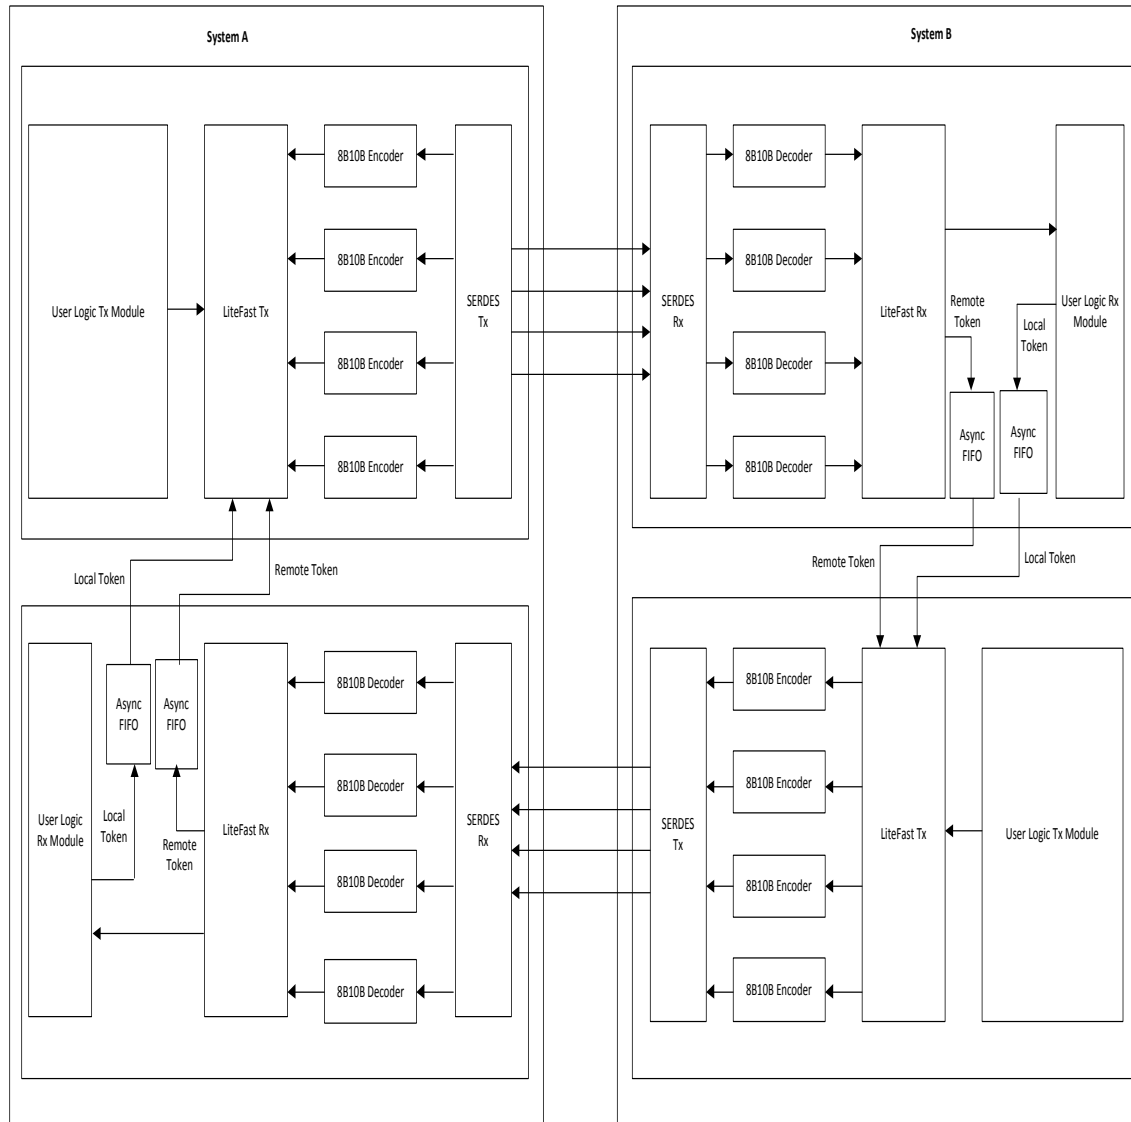 System A
User Logic Tx Module
LiteFast Tx
8B10B Encoder
8B10B Encoder
8B10B Encoder
8B10B Encoder
SERDES
Tx
Local Token
Remote Token
User Logic
Rx Module
Async
FIFO
Async
FIFO
Local
Token
Remote
Token
LiteFast Rx
8B10B Decoder
8B10B Decoder
8B10B Decoder
8B10B Decoder
SERDES
Rx
System B
SERDES
Rx
8B10B Decoder
8B10B Decoder
8B10B Decoder
8B10B Decoder
LiteFast Rx
Remote
Token
Local
Token
User Logic Rx
Module
Async
FIFO
Async
FIFO
Remote Token
Local Token
SERDES
Tx
8B10B Encoder
8B10B Encoder
8B10B Encoder
8B10B Encoder
LiteFast Tx
User Logic Tx Module